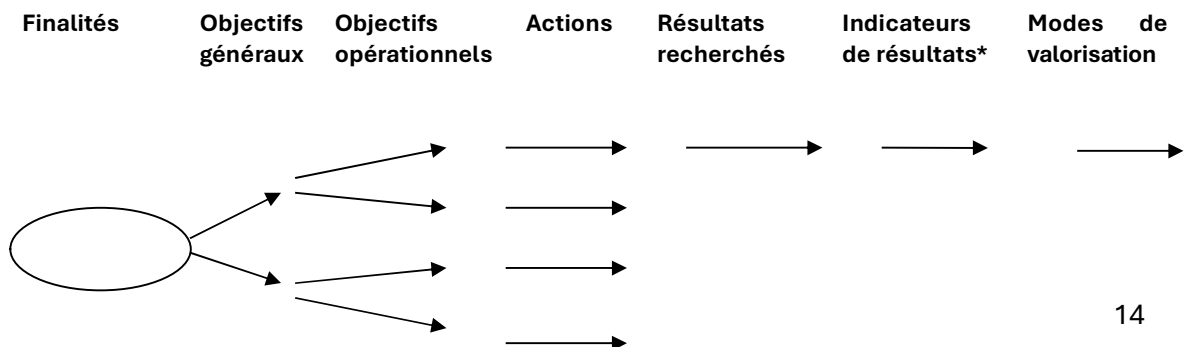 Finalités
Objectifs
généraux
Objectifs
opérationnels
Actions
Résultats
recherchés
Indicateurs
de résultats*
Modes de
valorisation
14